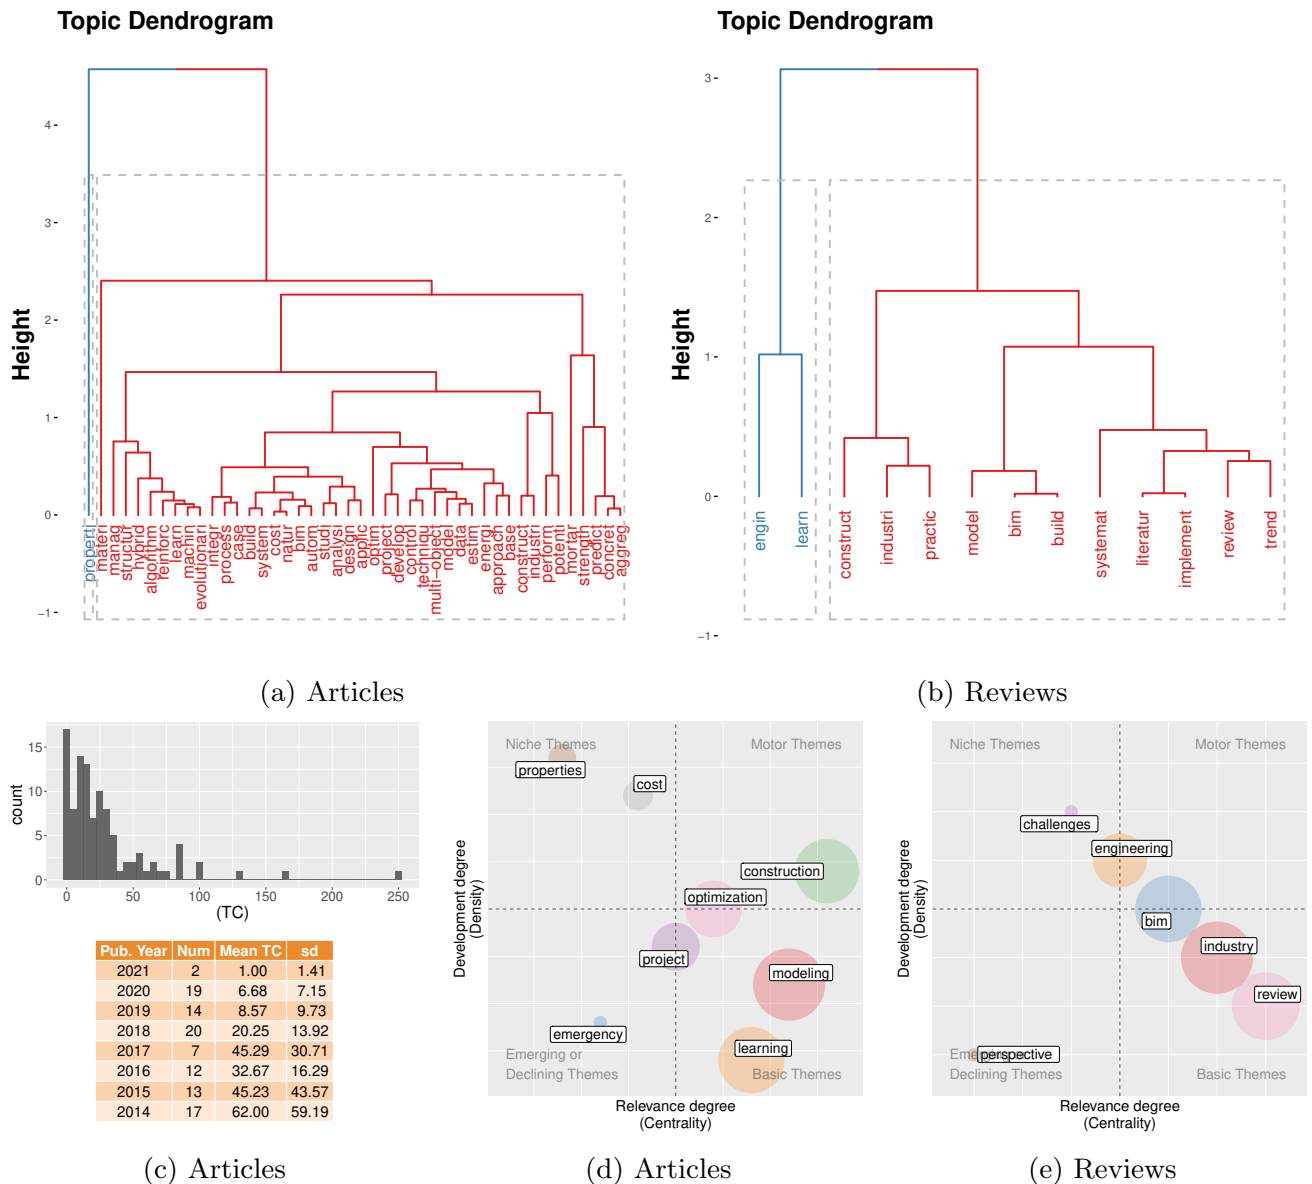 Topic Dendrogram
Height
4
3
2
1
0
−1
properti
materi
manag
structur
hybrid
algorithm
reinforc
learn
machin
evolutionari
integr
process
case
build
system
cost
natur
bim
autom
studi
analysi
design
applic
optim
project
develop
control
techniqu
multi−object
model
data
estim
energi
approach
base
construct
industri
perform
potenti
mortar
strength
predict
concret
aggreg
(a) Articles
Topic Dendrogram
Height
3
2
1
0
−1
engin
learn
construct
industri
practic
model
bim
build
systemat
literatur
implement
review
trend
(b) Reviews
count
15
10
5
0
0 50 100 150 200 250
(TC)
Pub. Year Num Mean TC sd
2021 2 1.00 1.41
2020 19 6.68 7.15
2019 14 8.57 9.73
2018 20 20.25 13.92
2017 7 45.29 30.71
2016 12 32.67 16.29
2015 13 45.23 43.57
2014 17 62.00 59.19
(c) Articles
Niche Themes
Motor Themes
properties
cost
construction
optimization
project
modeling
emergency
learning
Emerging or
Declining Themes
Basic Themes
Development degree
(Density)
Relevance degree
(Centrality)
(d) Articles
Niche Themes
Motor Themes
challenges
engineering
bim
industry
review
perspective
Declining Themes
Basic Themes
Development degree
(Density)
Relevance degree
(Centrality)
(e) Reviews